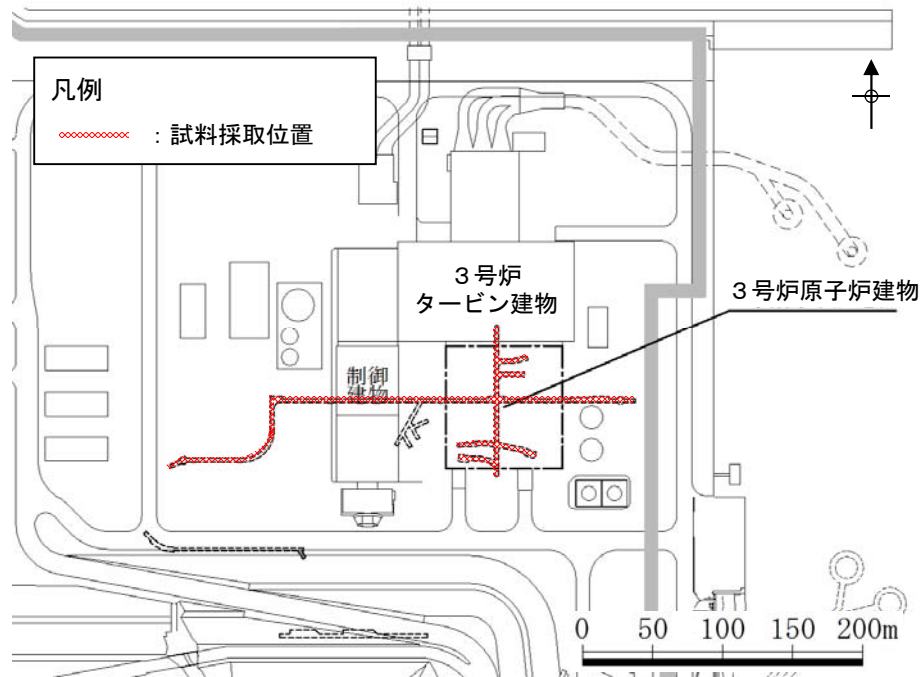 凡例
：試料採取位置
３号炉
タービン建物
３号炉原子炉建物
制御
建物
0 50 100 150 200m